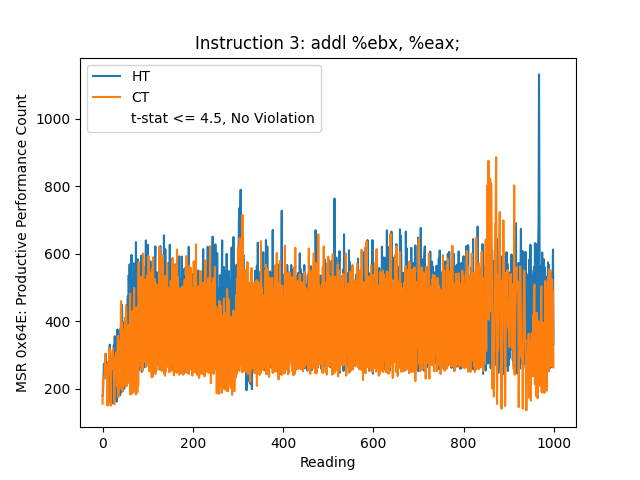 Instruction 3: addl %ebx, %eax;
HT
CT
t-stat <= 4.5, No Violation
MSR 0x64E: Productive Performance Count
1000
800
600
400
200
0 200 400 600 800 1000
Reading